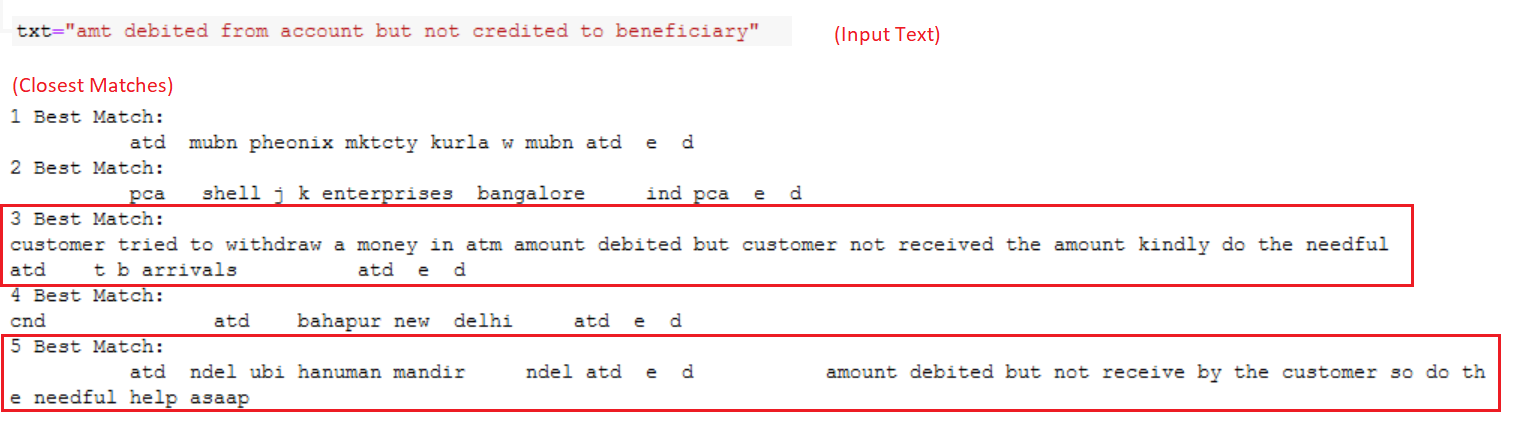 txt="amt debited from account but not credited to beneficiary" (Input Text)
(Closest Matches)
1 Best Match:
atd mubn pheonix mktcty kurla w mubn atd e d
2 Best Match:
pca shell j k enterprises bangalore ind pca e d
3 Best Match:
customer tried to withdraw a money in atm amount debited but customer not received the amount kindly do the needful
atd t b arrivals atd e d
4 Best Match:
cnd atd bahapur new delhi atd e d
5 Best Match:
atd ndel ubi hanuman mandir ndel atd e d amount debited but not receive by the customer so do th
e needful help asaap